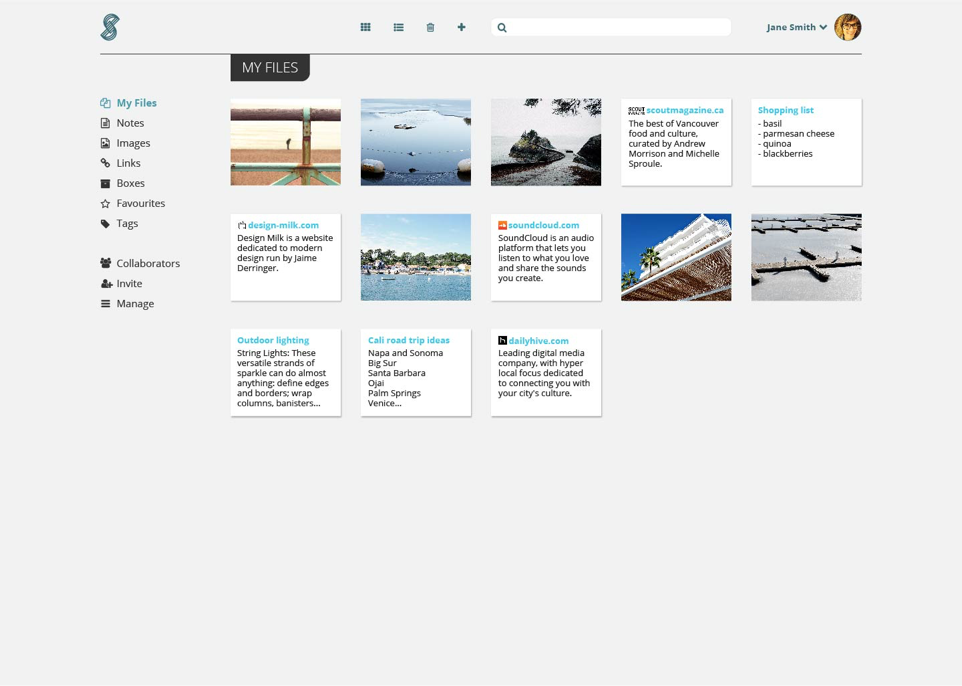 Jane Smith
MY FILES
My Files
Notes
Images
Links
Boxes
Favourites
Tags
Collaborators
Invite
Manage
scoutmagazine.ca
The best of Vancouver
food and culture,
curated by Andrew
Morrison and Michelle
Sproule.
Shopping list
- basil
- parmesan cheese
- quinoa
- blackberries
design-milk.com
Design Milk is a website
dedicated to modern
design run by Jaime
Derringer.
soundcloud.com
SoundCloud is an audio
platform that lets you
listen to what you love
and share the sounds
you create.
Outdoor lighting
String Lights: These
versatile strands of
sparkle can do almost
anything: define edges
and borders; wrap
columns, banisters...
Cali road trip ideas
Napa and Sonoma
Big Sur
Santa Barbara
Ojai
Palm Springs
Venice...
dailyhive.com
Leading digital media
company, with hyper
local focus dedicated
to connecting you with
your city's culture.